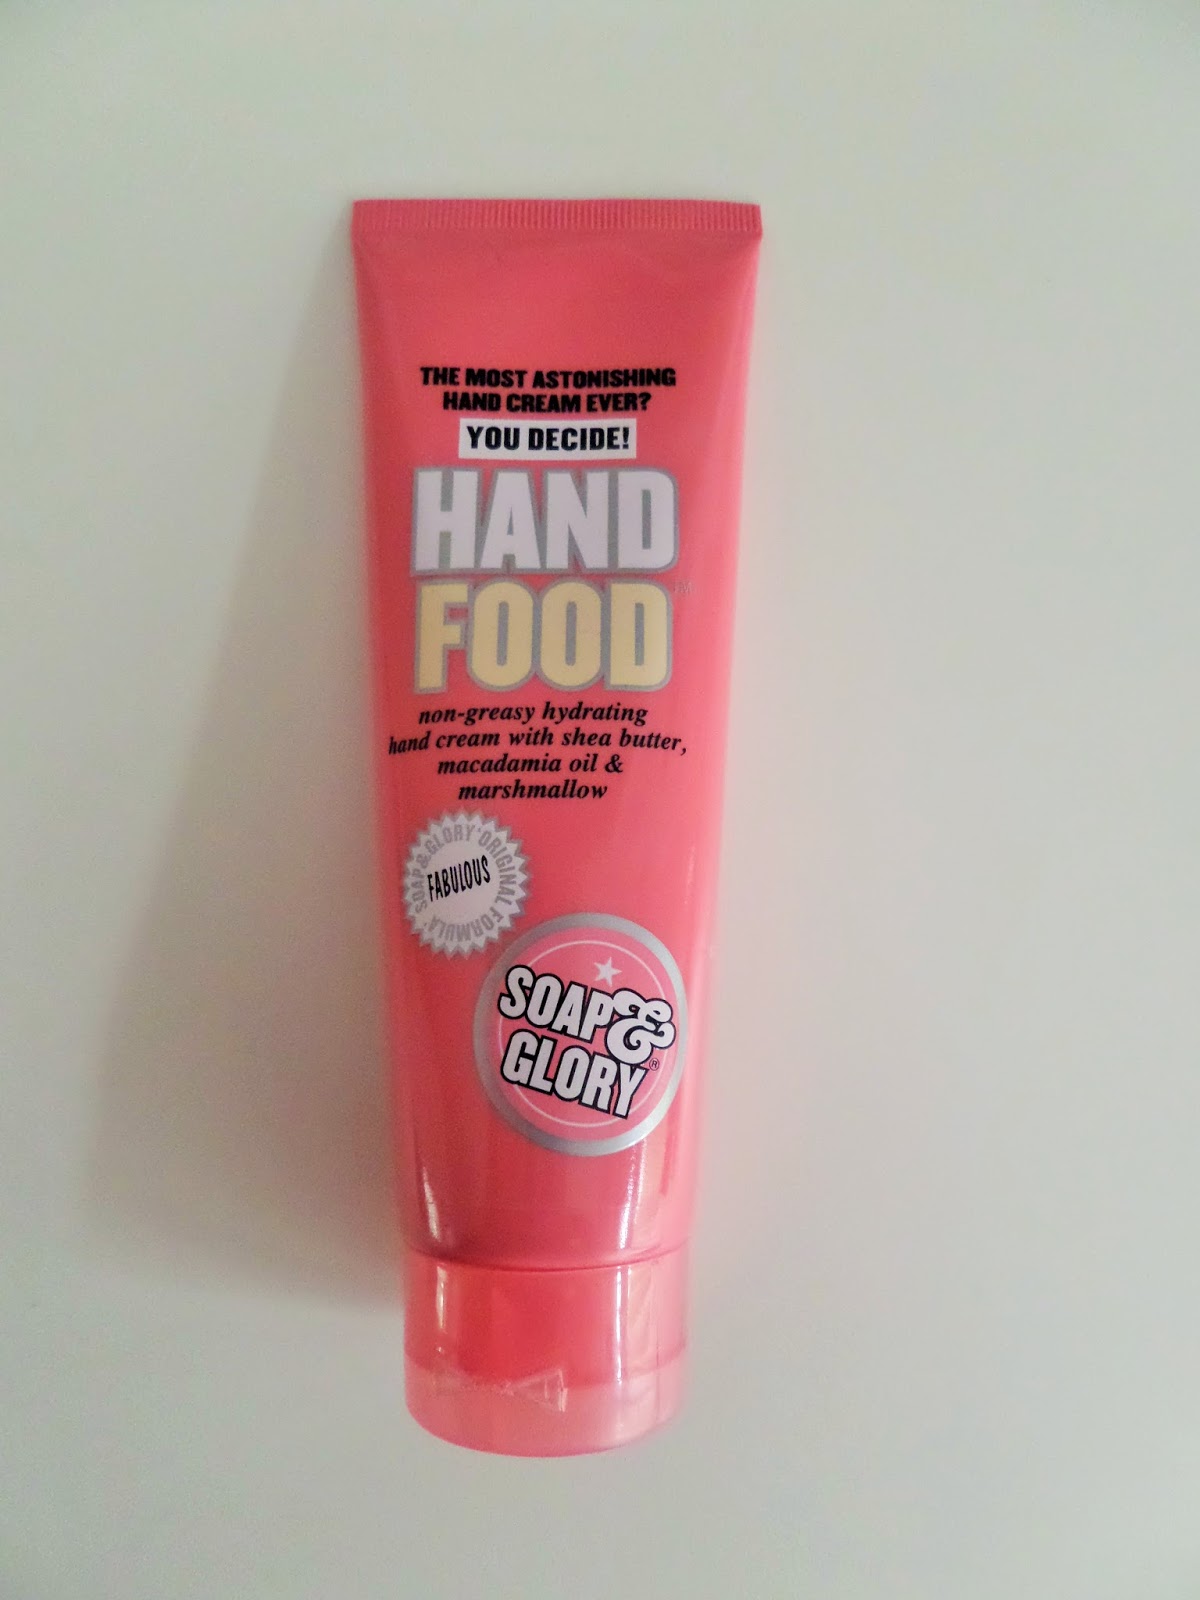 THE MOST ASTONISHING
HAND CREAM EVER?
YOU DECIDE!
HAND
FOOD™
non-greasy hydrating
hand cream with shea butter,
macadamia oil &
marshmallow
'SOAP & GLORY' ORIGINAL FORMULA
FABULOUS
SOAP &
GLORY®